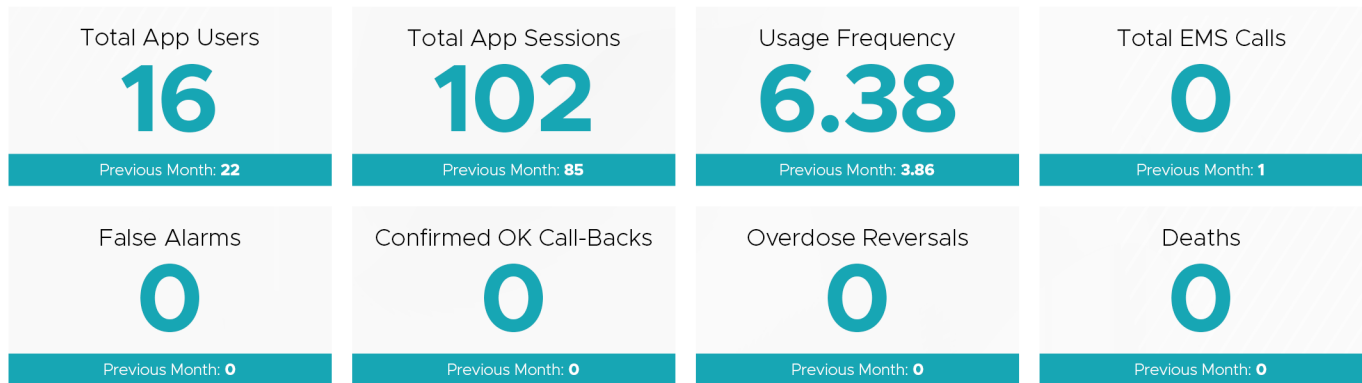 Total App Users
16
Previous Month: 22
Total App Sessions
102
Previous Month: 85
Usage Frequency
6.38
Previous Month: 3.86
Total EMS Calls
0
Previous Month: 1
False Alarms
0
Previous Month: 0
Confirmed OK Call-Backs
0
Previous Month: 0
Overdose Reversals
0
Previous Month: 0
Deaths
0
Previous Month: 0